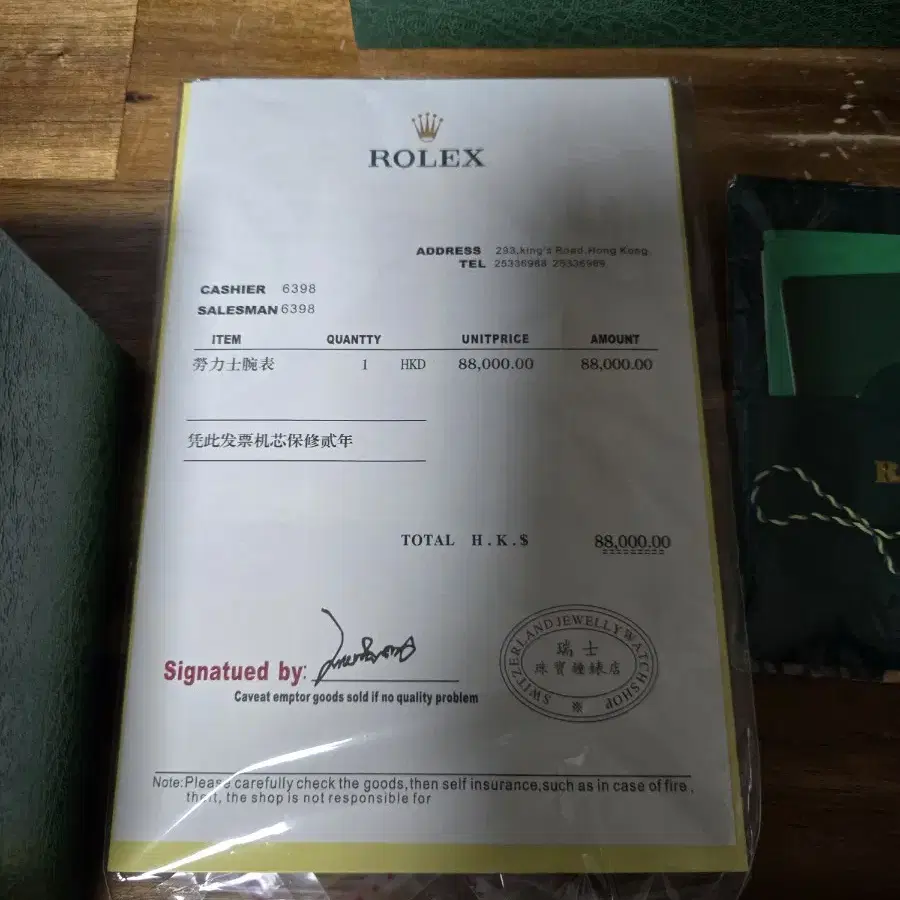 ROLEX
ADDRESS 293,king's Road,Hong Kong.
TEL 25336988 25336989
CASHIER 6398
SALESMAN 6398
ITEM QUANTTY UNITPRICE AMOUNT
勞力士腕表 1 HKD 88,000.00 88,000.00
凭此发票机芯保修贰年
TOTAL H.K.$ 88,000.00
Signatued by:
Caveat emptor goods sold if no quality problem
SWITZERLAND JEWELLY WATCH SHOP
瑞士
珠寶鐘錶店
※
Note:Please carefully check the goods,then self insurance,such as in case of fire,
theft, the shop is not responsible for
R